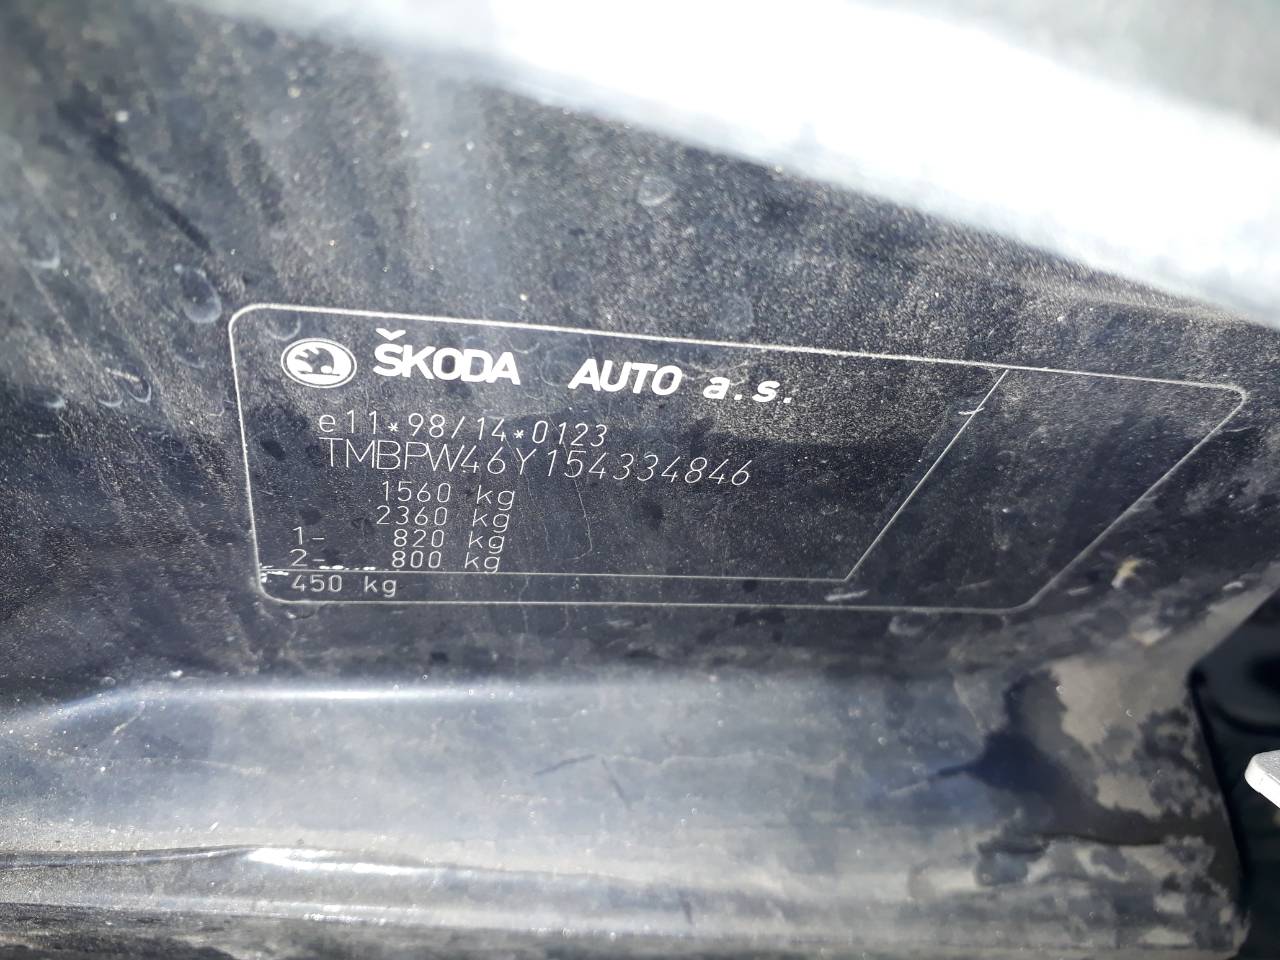 ŠKODA AUTO a.s.
e11*98/14*0123
TMBPW46Y154334846
1560 kg
2360 kg
1- 820 kg
2- 800 kg
450 kg